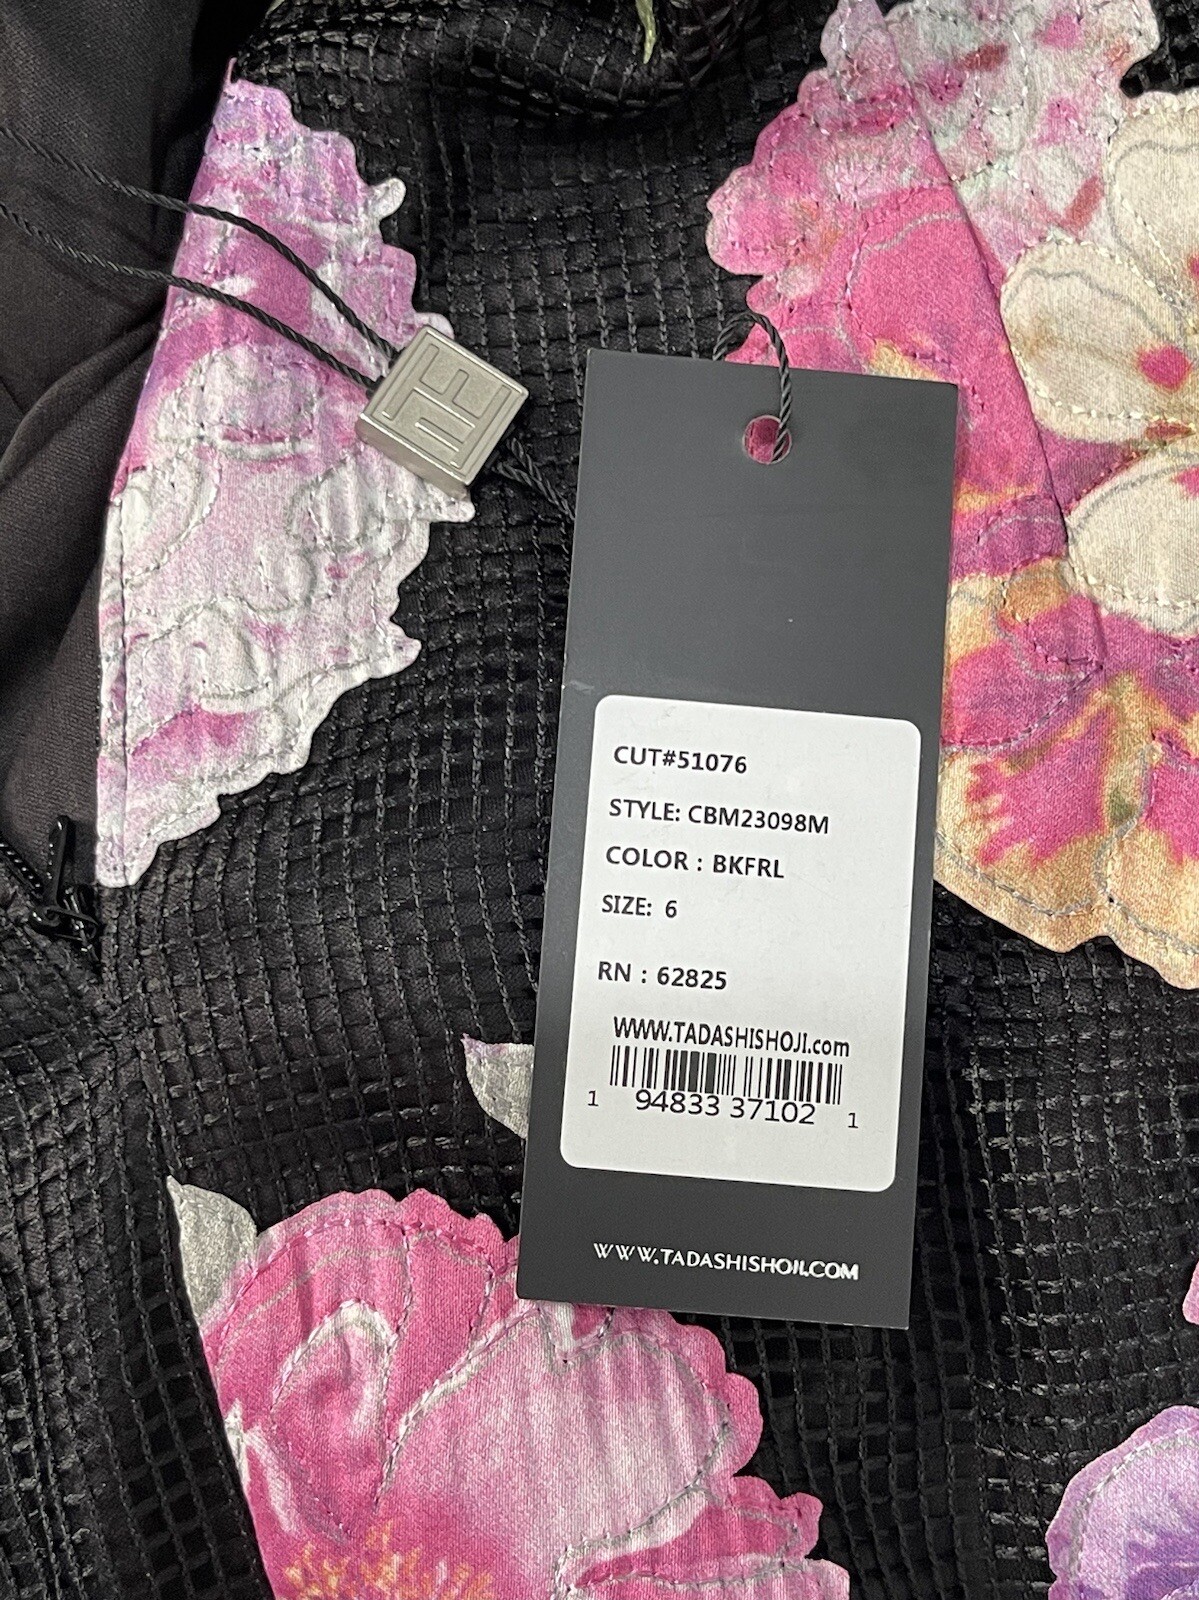 CUT#51076
STYLE: CBM23098M
COLOR : BKFRL
SIZE: 6
RN : 62825
WWW.TADASHISHOJI.com
1 94833 37102 1
WWW.TADASHISHOJI.COM